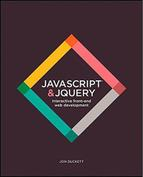 JAVASCRIPT
& JQUERY
Interactive front-end
web development
JON DUCKETT